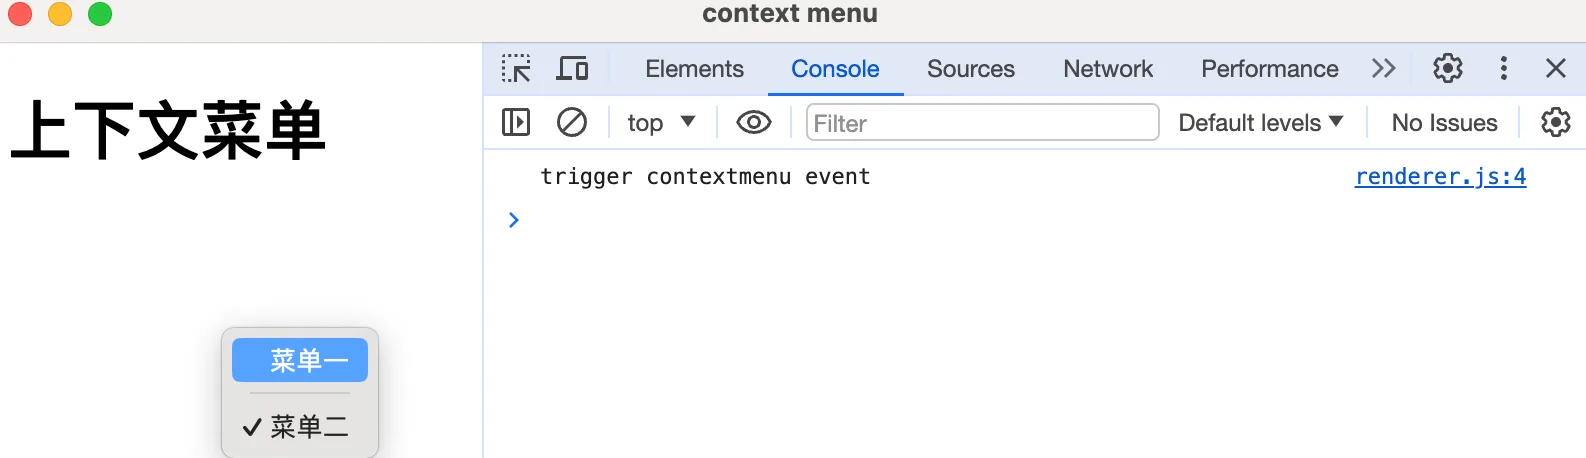 context menu
上下文菜单
菜单一
菜单二
Elements Console Sources Network Performance
top Filter Default levels No Issues
trigger contextmenu event renderer.js:4